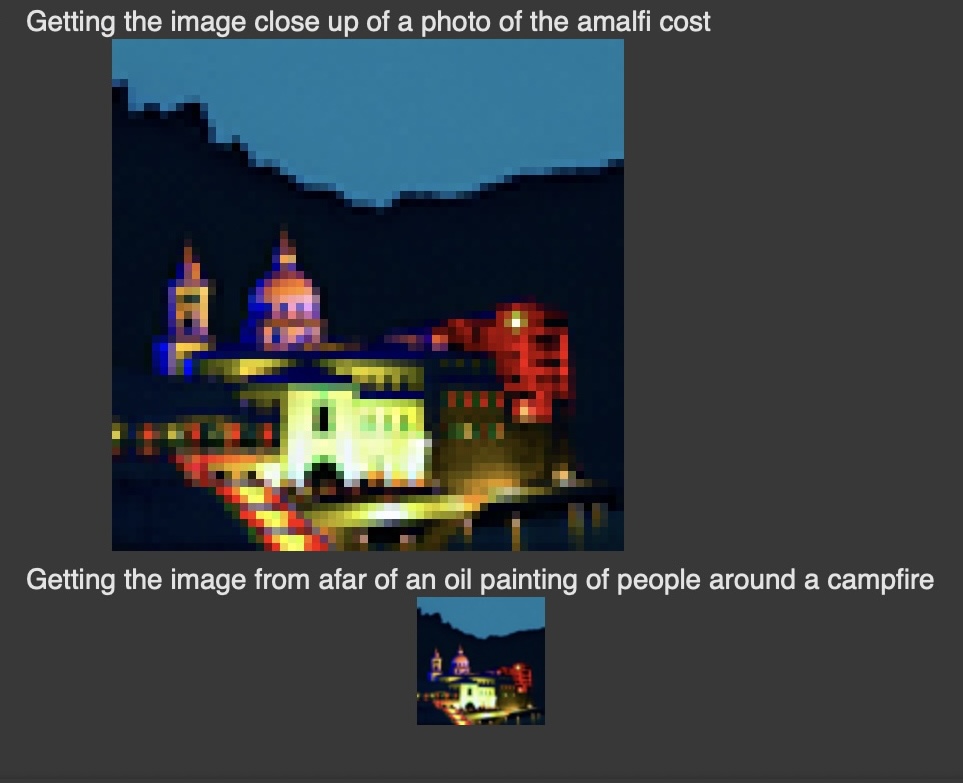 Getting the image close up of a photo of the amalfi cost
Getting the image from afar of an oil painting of people around a campfire